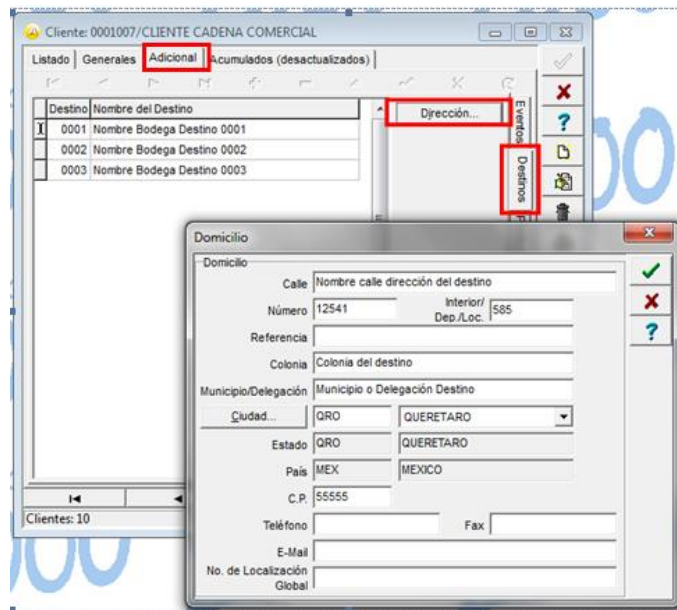 Cliente: 0001007/CLIENTE CADENA COMERCIAL
Listado Generales Adicional Acumulados (desactualizados)
Destino Nombre del Destino
0001 Nombre Bodega Destino 0001
0002 Nombre Bodega Destino 0002
0003 Nombre Bodega Destino 0003
Dirección...
Eventos
Destinos
Clientes: 10
Domicilio
Domicilio
Calle Nombre calle dirección del destino
Número 12541 Interior/ Dep./Loc. 585
Referencia
Colonia Colonia del destino
Municipio/Delegación Municipio o Delegación Destino
Ciudad... QRO QUERETARO
Estado QRO QUERETARO
País MEX MEXICO
C.P. 55555
Teléfono Fax
E-Mail
No. de Localización
Global